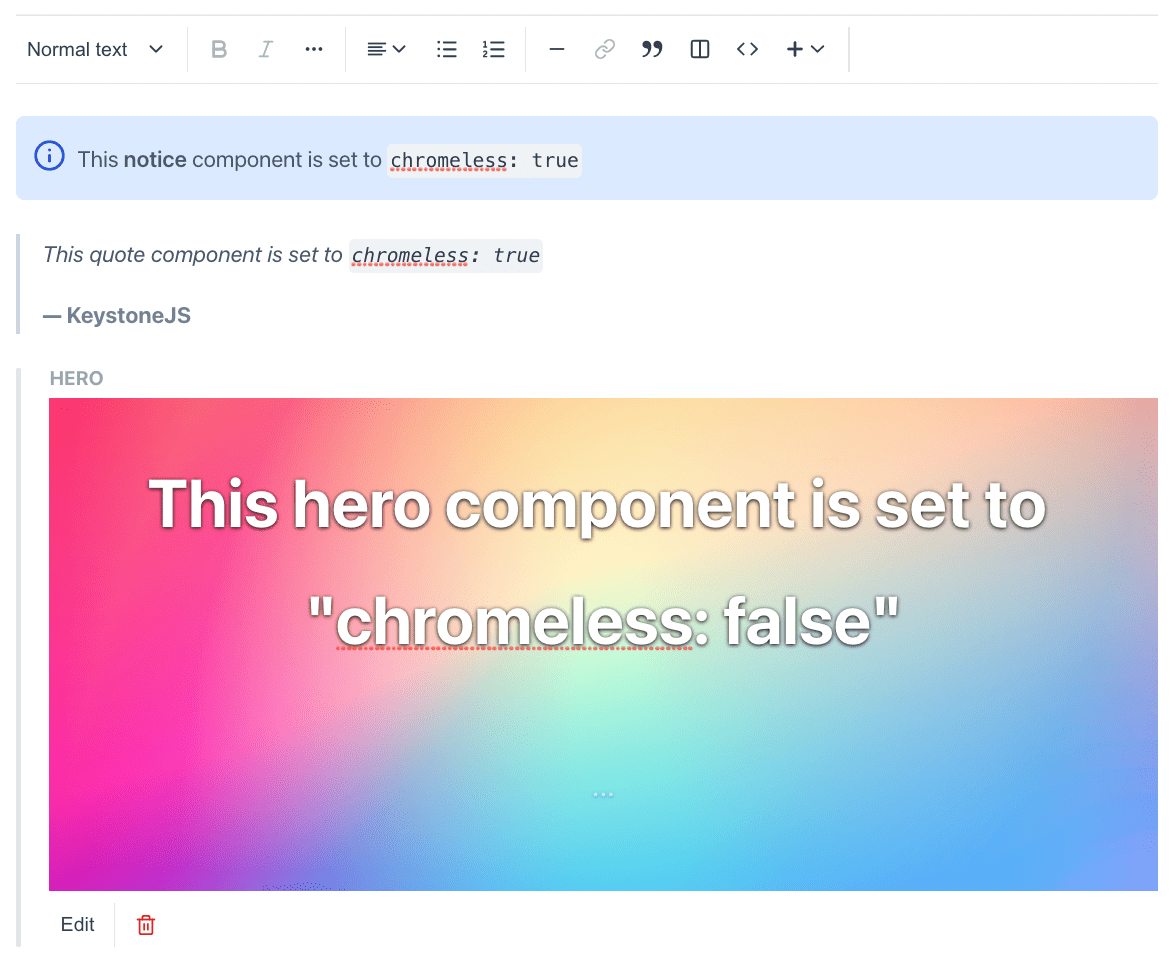 Normal text
This notice component is set to chromeless: true
This quote component is set to chromeless: true
— KeystoneJS
HERO
This hero component is set to
"chromeless: false"
...
Edit